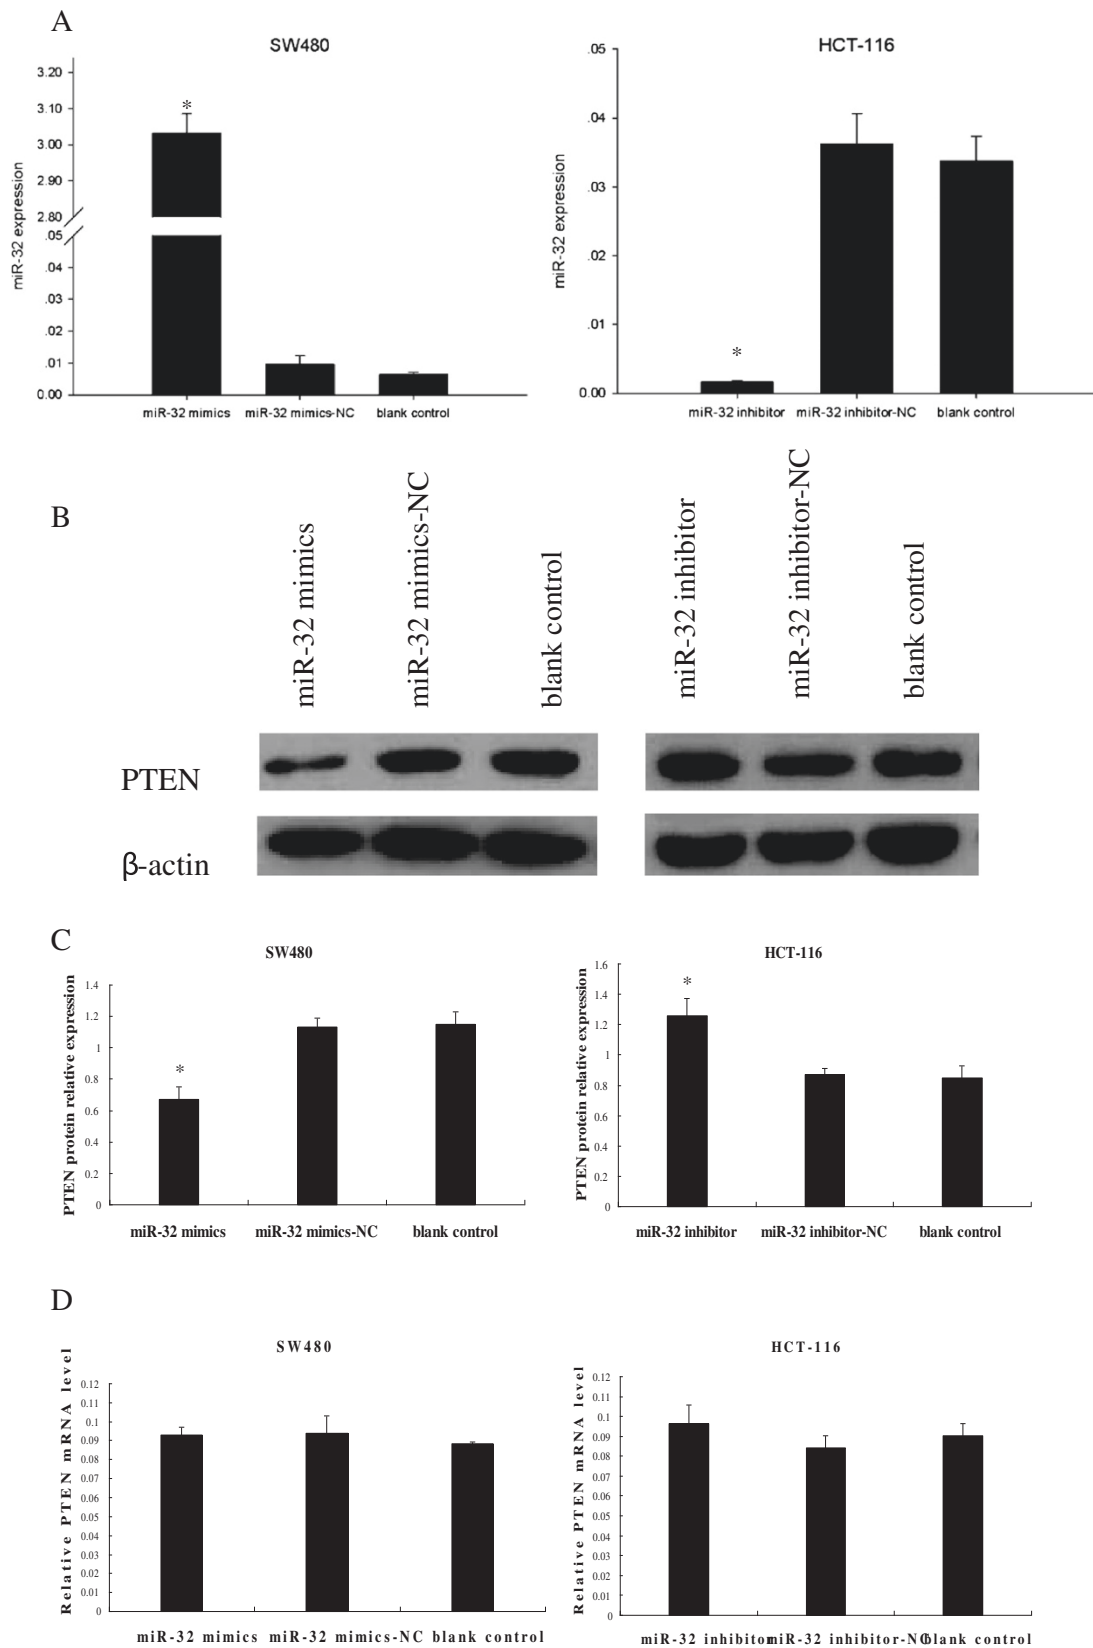 A
SW480
HCT-116
miR-32 expression
3.20
3.10
3.00
2.90
2.80
.05
.04
.03
.02
.01
0.00
*
miR-32 mimics
miR-32 mimics-NC
blank control
miR-32 expression
.05
.04
.03
.02
.01
0.00
*
miR-32 inhibitor
miR-32 inhibitor-NC
blank control
B
miR-32 mimics
miR-32 mimics-NC
blank control
miR-32 inhibitor
miR-32 inhibitor-NC
blank control
PTEN
β-actin
C
SW480
PTEN protein relative expression
1.4
1.2
1
0.8
0.6
0.4
0.2
0
*
miR-32 mimics
miR-32 mimics-NC
blank control
HCT-116
PTEN protein relative expression
1.6
1.4
1.2
1
0.8
0.6
0.4
0.2
0
*
miR-32 inhibitor
miR-32 inhibitor-NC
blank control
D
SW480
Relative PTEN mRNA level
0.12
0.11
0.1
0.09
0.08
0.07
0.06
0.05
0.04
0.03
0.02
0.01
0
miR-32 mimics
miR-32 mimics-NC
blank control
HCT-116
Relative PTEN mRNA level
0.12
0.11
0.1
0.09
0.08
0.07
0.06
0.05
0.04
0.03
0.02
0.01
0
miR-32 inhibitor
miR-32 inhibitor-NC
blank control